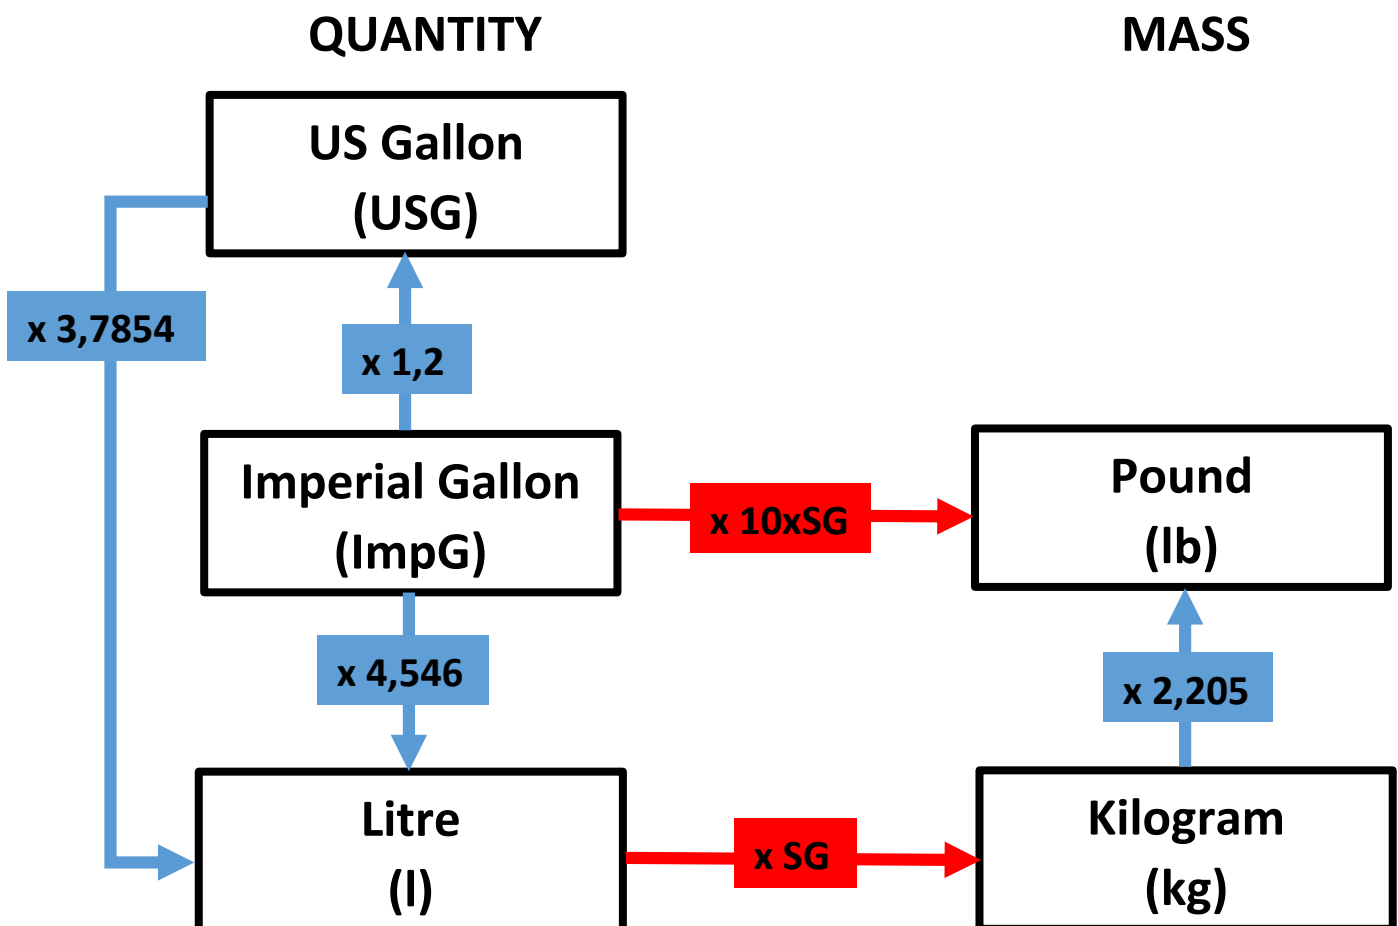 QUANTITY
MASS
US Gallon
(USG)
x 3,7854
x 1,2
Imperial Gallon
(ImpG)
x 10xSG
Pound
(lb)
x 4,546
x 2,205
Litre
(l)
x SG
Kilogram
(kg)